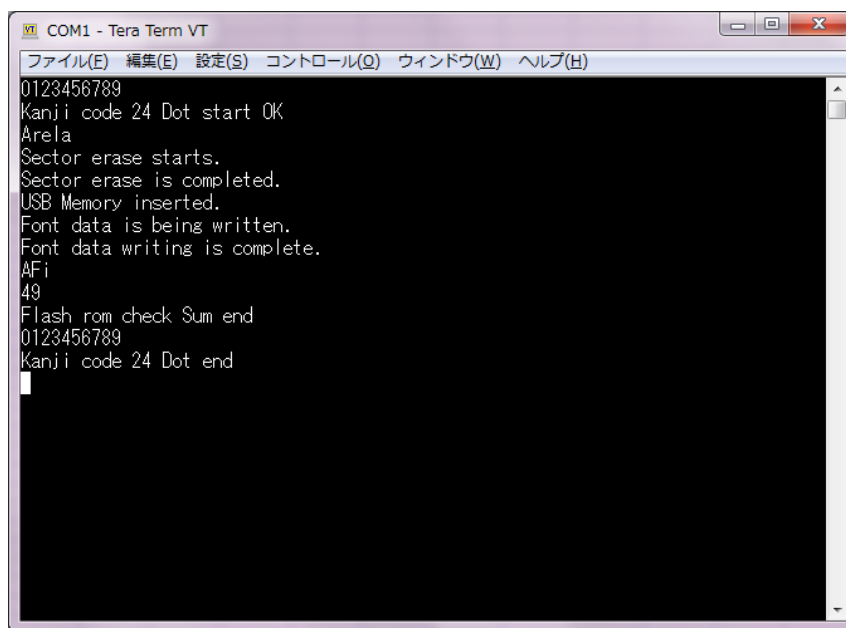 COM1 - Tera Term VT
ファイル(F) 編集(E) 設定(S) コントロール(O) ウィンドウ(W) ヘルプ(H)
0123456789
Kanji code 24 Dot start OK
Arela
Sector erase starts.
Sector erase is completed.
USB Memory inserted.
Font data is being written.
Font data writing is complete.
AFi
49
Flash rom check Sum end
0123456789
Kanji code 24 Dot end